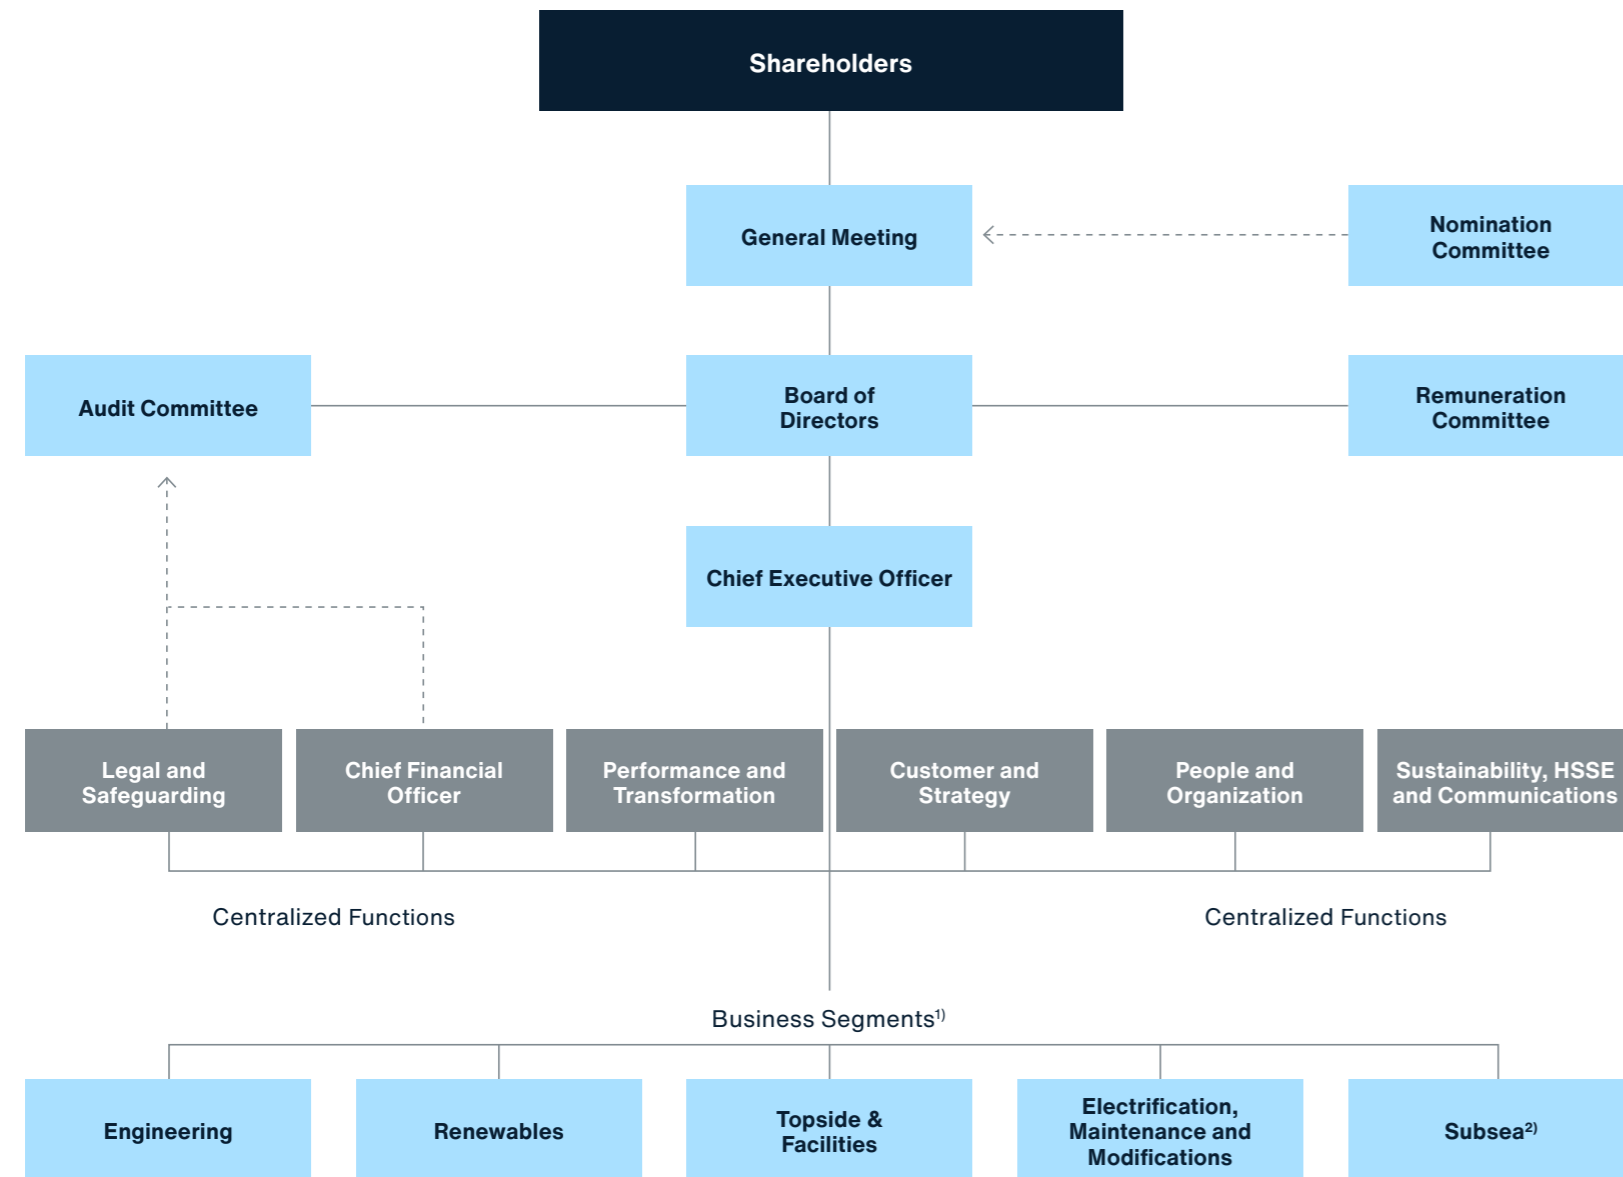 Shareholders
General Meeting
Nomination
Committee
Audit Committee
Board of
Directors
Remuneration
Committee
Chief Executive Officer
Legal and
Safeguarding
Chief Financial
Officer
Performance and
Transformation
Customer and
Strategy
People and
Organization
Sustainability, HSSE
and Communications
Centralized Functions
Centralized Functions
Business Segments¹⁾
Engineering
Renewables
Topside &
Facilities
Electrification,
Maintenance and
Modifications
Subsea²⁾